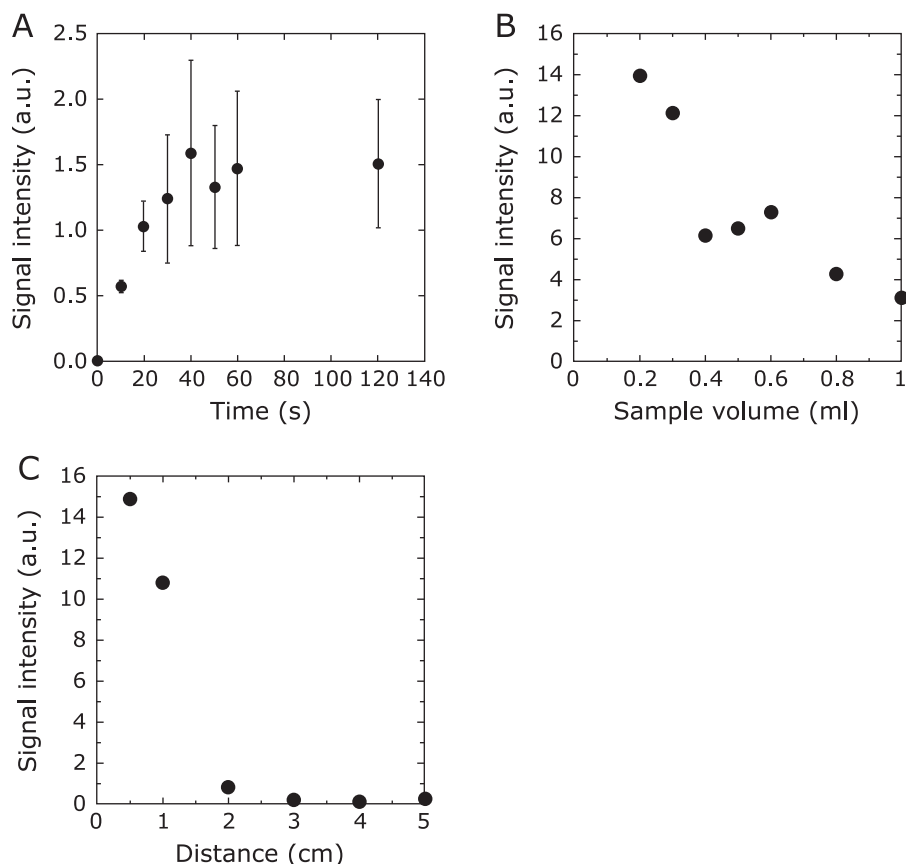 A
Signal intensity (a.u.)
2.5
2.0
1.5
1.0
0.5
0.0
0 20 40 60 80 100 120 140
Time (s)
B
Signal intensity (a.u.)
16
14
12
10
8
6
4
2
0
0 0.2 0.4 0.6 0.8 1
Sample volume (ml)
C
Signal intensity (a.u.)
16
14
12
10
8
6
4
2
0
0 1 2 3 4 5
Distance (cm)